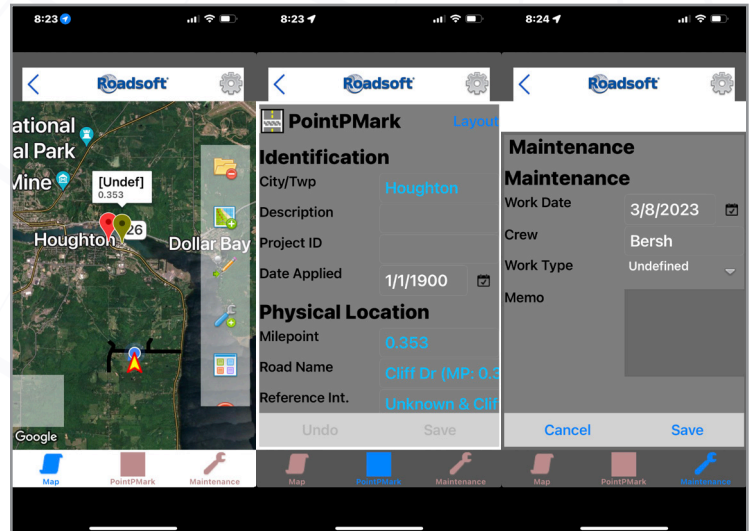 8:23
Roadsoft
ational
al Park
Mine
[Undef]
0.353
26
Houghton
Dollar Bay
Google
Map
PointPMark
Maintenance
8:23
Roadsoft
PointPMark
Layout
Identification
City/Twp
Houghton
Description
Project ID
Date Applied
1/1/1900
Physical Location
Milepoint
0.353
Road Name
Cliff Dr (MP: 0.3
Reference Int.
Unknown & Clif
Undo
Save
Map
PointPMark
Maintenance
8:24
Roadsoft
Maintenance
Maintenance
Work Date
3/8/2023
Crew
Bersh
Work Type
Undefined
Memo
Cancel
Save
Map
PointPMark
Maintenance